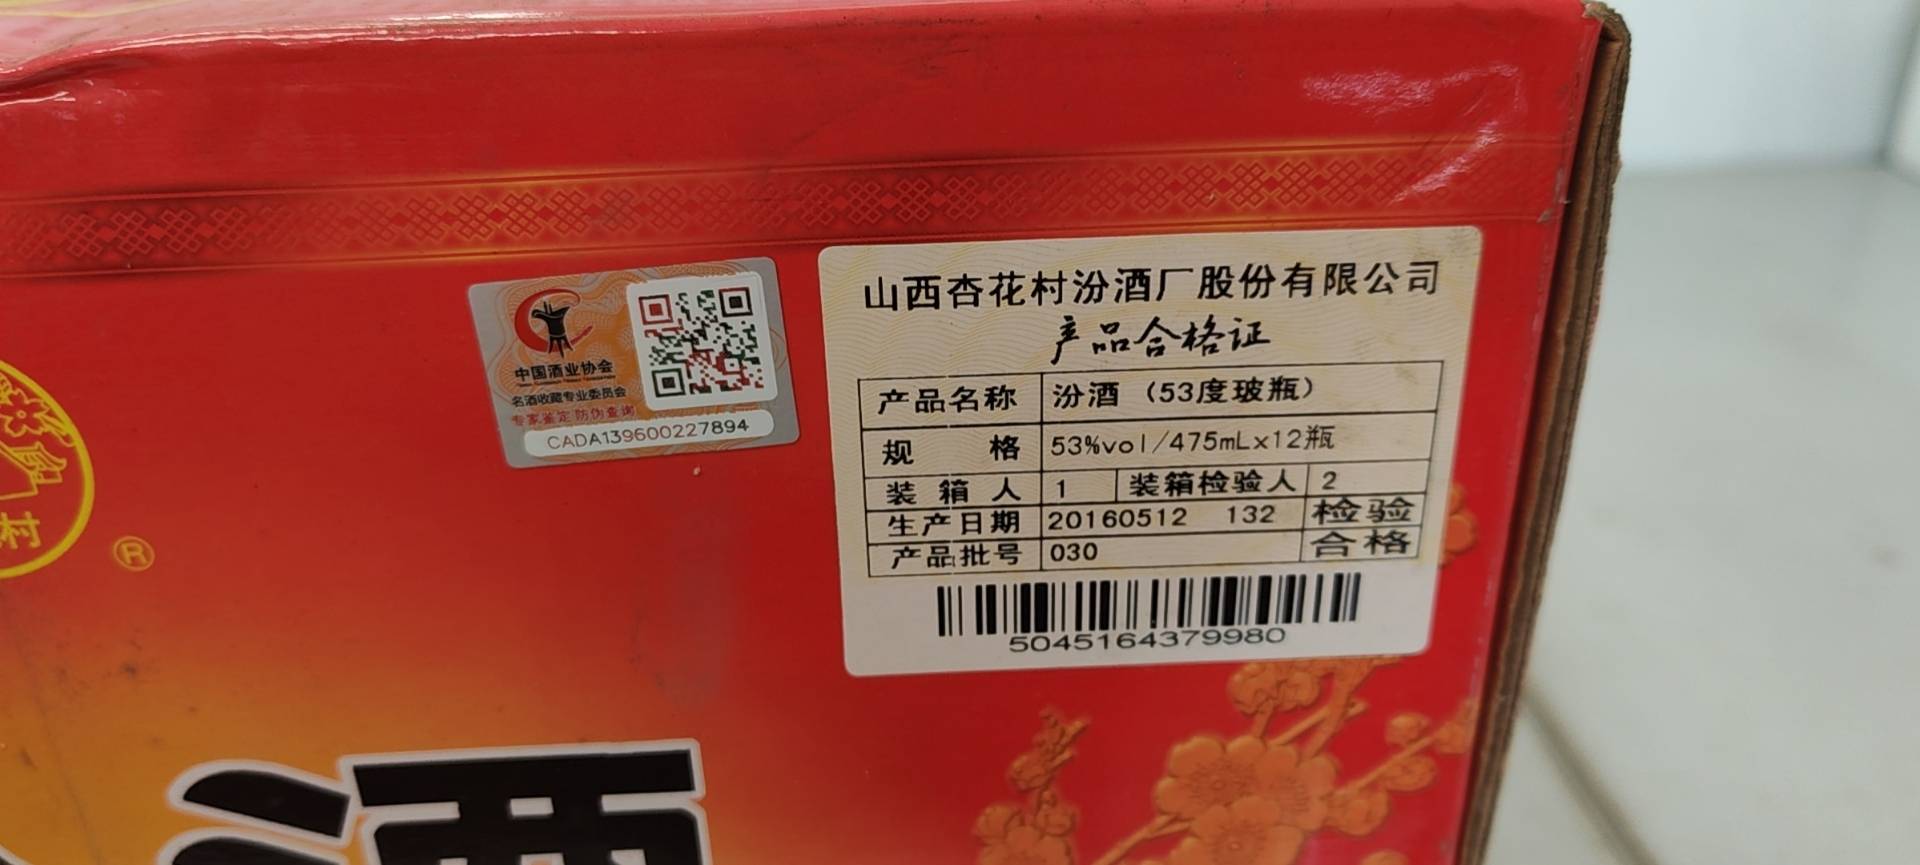 山西杏花村汾酒厂股份有限公司
产品合格证
产品名称 汾酒（53度玻瓶）
规 格 53%vol/475mLx12瓶
装箱人 1 装箱检验人 2
生产日期 20160512 132 检验
产品批号 030 合格
5045164379980
中国酒业协会
名酒收藏专业委员会
专家鉴定 防伪查询
CADA139600227894
村
®
酒